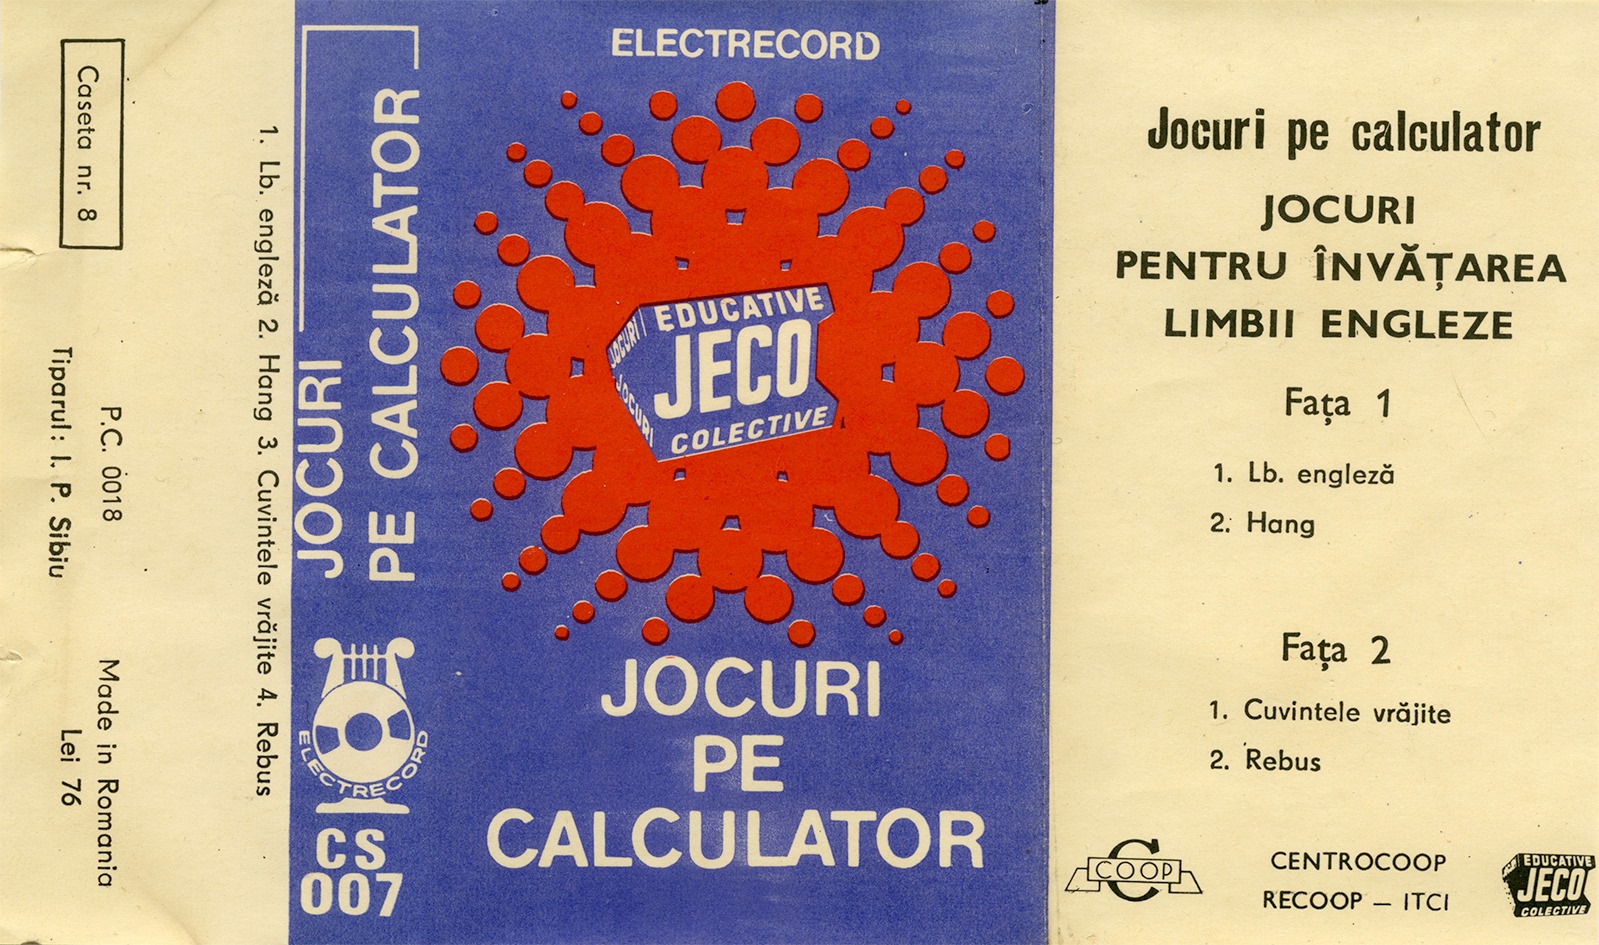 Caseta nr. 8
P.C. 0018
Tiparul: I. P. Sibiu
Made in Romania
Lei 76
1. Lb. engleză 2. Hang 3. Cuvintele vrăjite 4. Rebus
JOCURI
PE CALCULATOR
ELECTRECORD
CS
007
ELECTRECORD
JOCURI
EDUCATIVE
JECO
JOCURI
COLECTIVE
JOCURI
PE
CALCULATOR
Jocuri pe calculator
JOCURI
PENTRU ÎNVĂȚAREA
LIMBII ENGLEZE
Fața 1
1. Lb. engleză
2. Hang
Fața 2
1. Cuvintele vrăjite
2. Rebus
C
COOP
CENTROCOOP
RECOOP — ITCI
EDUCATIVE
JECO
COLECTIVE